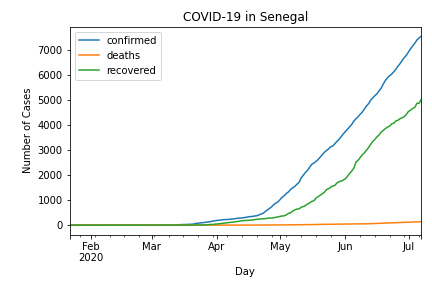 COVID-19 in Senegal
confirmed
deaths
recovered
Number of Cases
7000
6000
5000
4000
3000
2000
1000
0
Feb
2020
Mar
Apr
May
Jun
Jul
Day